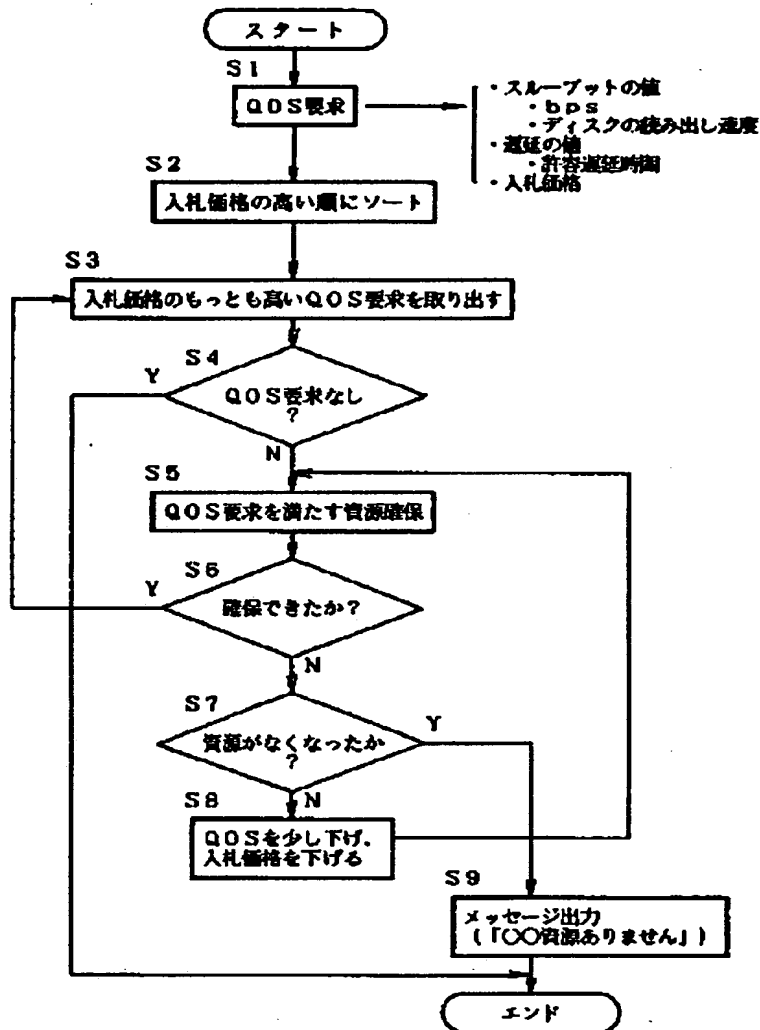 スタート
S1
QOS要求
・スループットの値
・bps
・ディスクの読み出し速度
・遅延の値
・許容遅延時間
・入札価格
S2
入札価格の高い順にソート
S3
入札価格のもっとも高いQOS要求を取り出す
S4
Y
QOS要求なし
?
N
S5
QOS要求を満たす資源確保
S6
Y
確保できたか?
N
S7
Y
資源がなくなったか
?
N
S8
QOSを少し下げ,
入札価格を下げる
S9
メッセージ出力
(「○○資源ありません」)
エンド